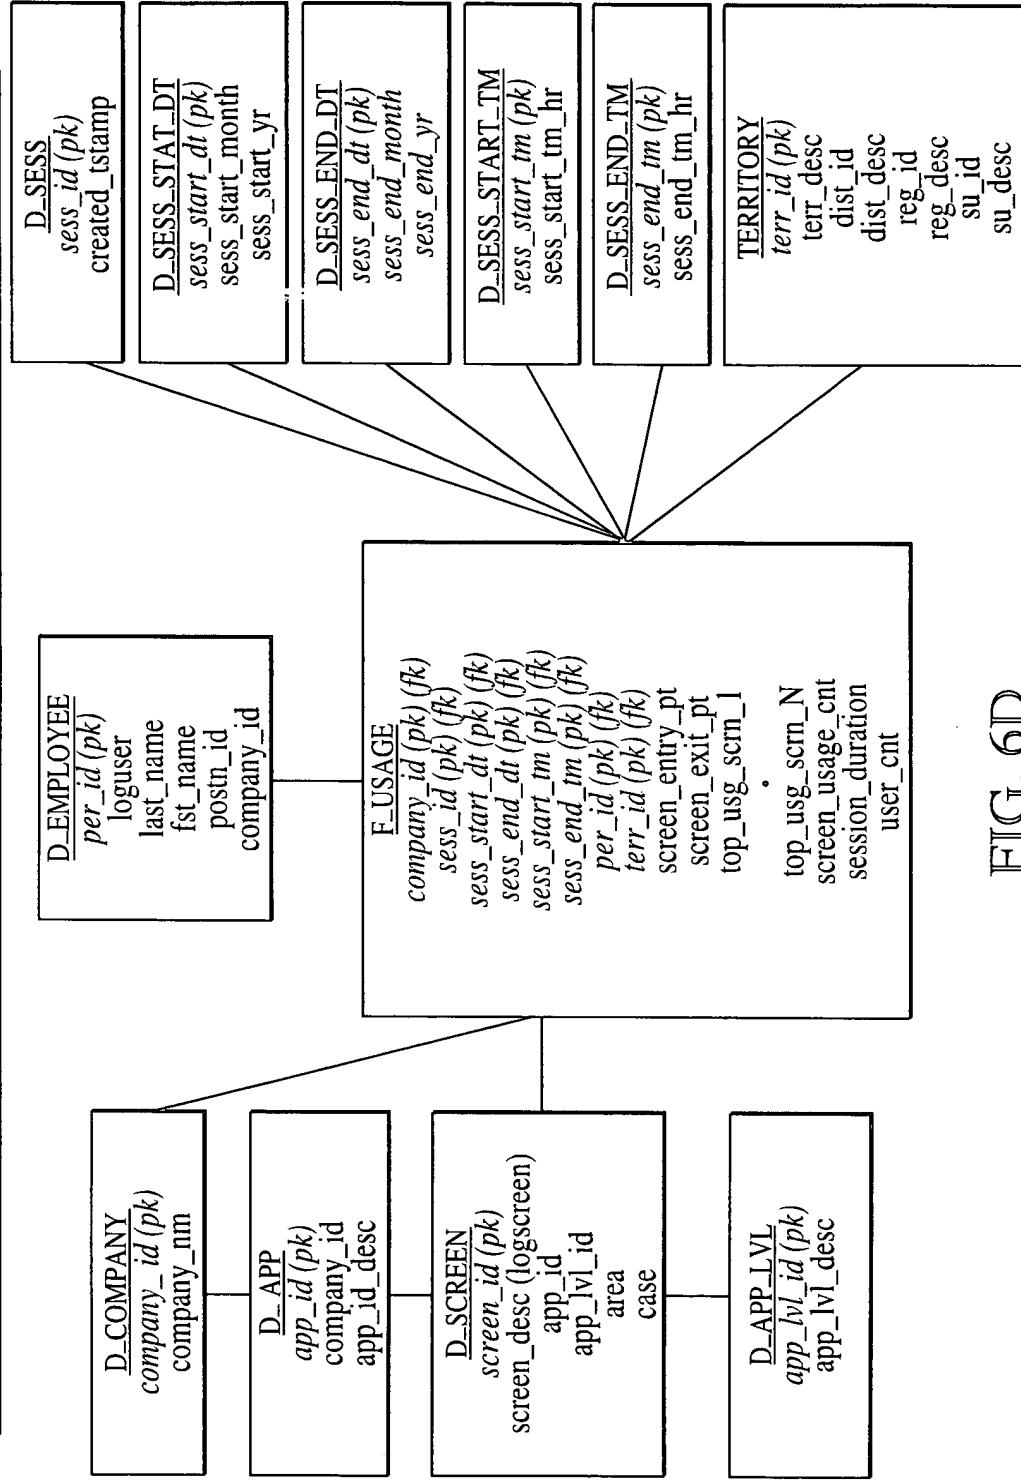 D_COMPANY
company_id (pk)
company_nm
D_APP
app_id (pk)
company_id
app_id_desc
D_SCREEN
screen_id (pk)
screen_desc (logscreen)
app_id
app_lvl_id
area
case
D_APP_LVL
app_lvl_id (pk)
app_lvl_desc
D_EMPLOYEE
per_id (pk)
loguser
last_name
fst_name
postn_id
company_id
F_USAGE
company_id (pk) (fk)
sess_id (pk) (fk)
sess_start_dt (pk) (fk)
sess_end_dt (pk) (fk)
sess_start_tm (pk) (fk)
sess_end_tm (pk) (fk)
per_id (pk) (fk)
terr_id (pk) (fk)
screen_entry_pt
screen_exit_pt
top_usg_scrn_1
.
top_usg_scrn_N
screen_usage_cnt
session_duration
user_cnt
D_SESS
sess_id (pk)
created_tstamp
D_SESS_STAT_DT
sess_start_dt (pk)
sess_start_month
sess_start_yr
D_SESS_END_DT
sess_end_dt (pk)
sess_end_month
sess_end_yr
D_SESS_START_TM
sess_start_tm (pk)
sess_start_tm_hr
D_SESS_END_TM
sess_end_tm (pk)
sess_end_tm_hr
TERRITORY
terr_id (pk)
terr_desc
dist_id
dist_desc
reg_id
reg_desc
su_id
su_desc
FIG. 6D